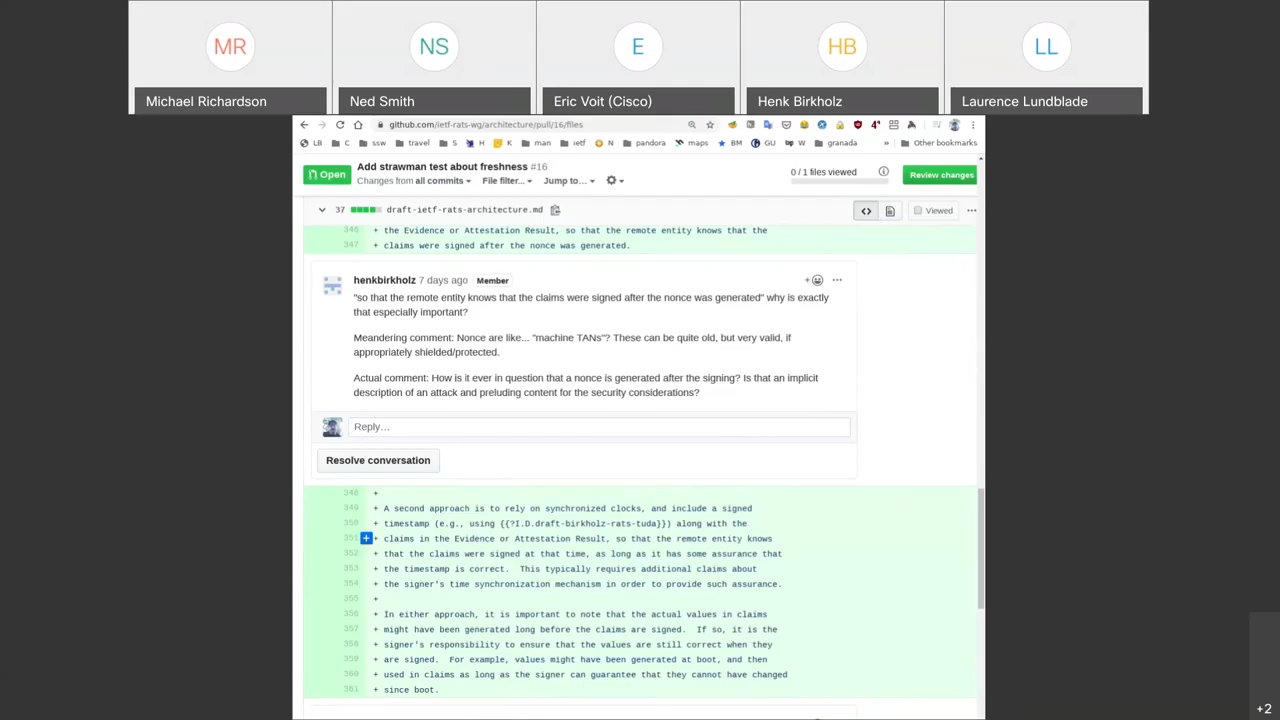 MR
NS
E
HB
LL
Michael Richardson
Ned Smith
Eric Voit (Cisco)
Henk Birkholz
Laurence Lundblade
github.com/ietf-rats-wg/architecture/pull/16/files
LB C ssw travel S H K man ietf N pandora maps BM GU W granada » Other bookmarks
Open
Add strawman test about freshness #16
Changes from all commits File filter... Jump to...
0 / 1 files viewed
Review changes
37 draft-ietf-rats-architecture.md
Viewed
346 + the Evidence or Attestation Result, so that the remote entity knows that the
347 + claims were signed after the nonce was generated.
henkbirkholz 7 days ago Member
"so that the remote entity knows that the claims were signed after the nonce was generated" why is exactly
that especially important?
Meandering comment: Nonce are like... "machine TANs"? These can be quite old, but very valid, if
appropriately shielded/protected.
Actual comment: How is it ever in question that a nonce is generated after the signing? Is that an implicit
description of an attack and preluding content for the security considerations?
Reply...
Resolve conversation
348 +
349 + A second approach is to rely on synchronized clocks, and include a signed
350 + timestamp (e.g., using {{?I.D.draft-birkholz-rats-tuda}}) along with the
351 + claims in the Evidence or Attestation Result, so that the remote entity knows
352 + that the claims were signed at that time, as long as it has some assurance that
353 + the timestamp is correct. This typically requires additional claims about
354 + the signer's time synchronization mechanism in order to provide such assurance.
355 +
356 + In either approach, it is important to note that the actual values in claims
357 + might have been generated long before the claims are signed. If so, it is the
358 + signer's responsibility to ensure that the values are still correct when they
359 + are signed. For example, values might have been generated at boot, and then
360 + used in claims as long as the signer can guarantee that they cannot have changed
361 + since boot.
+2